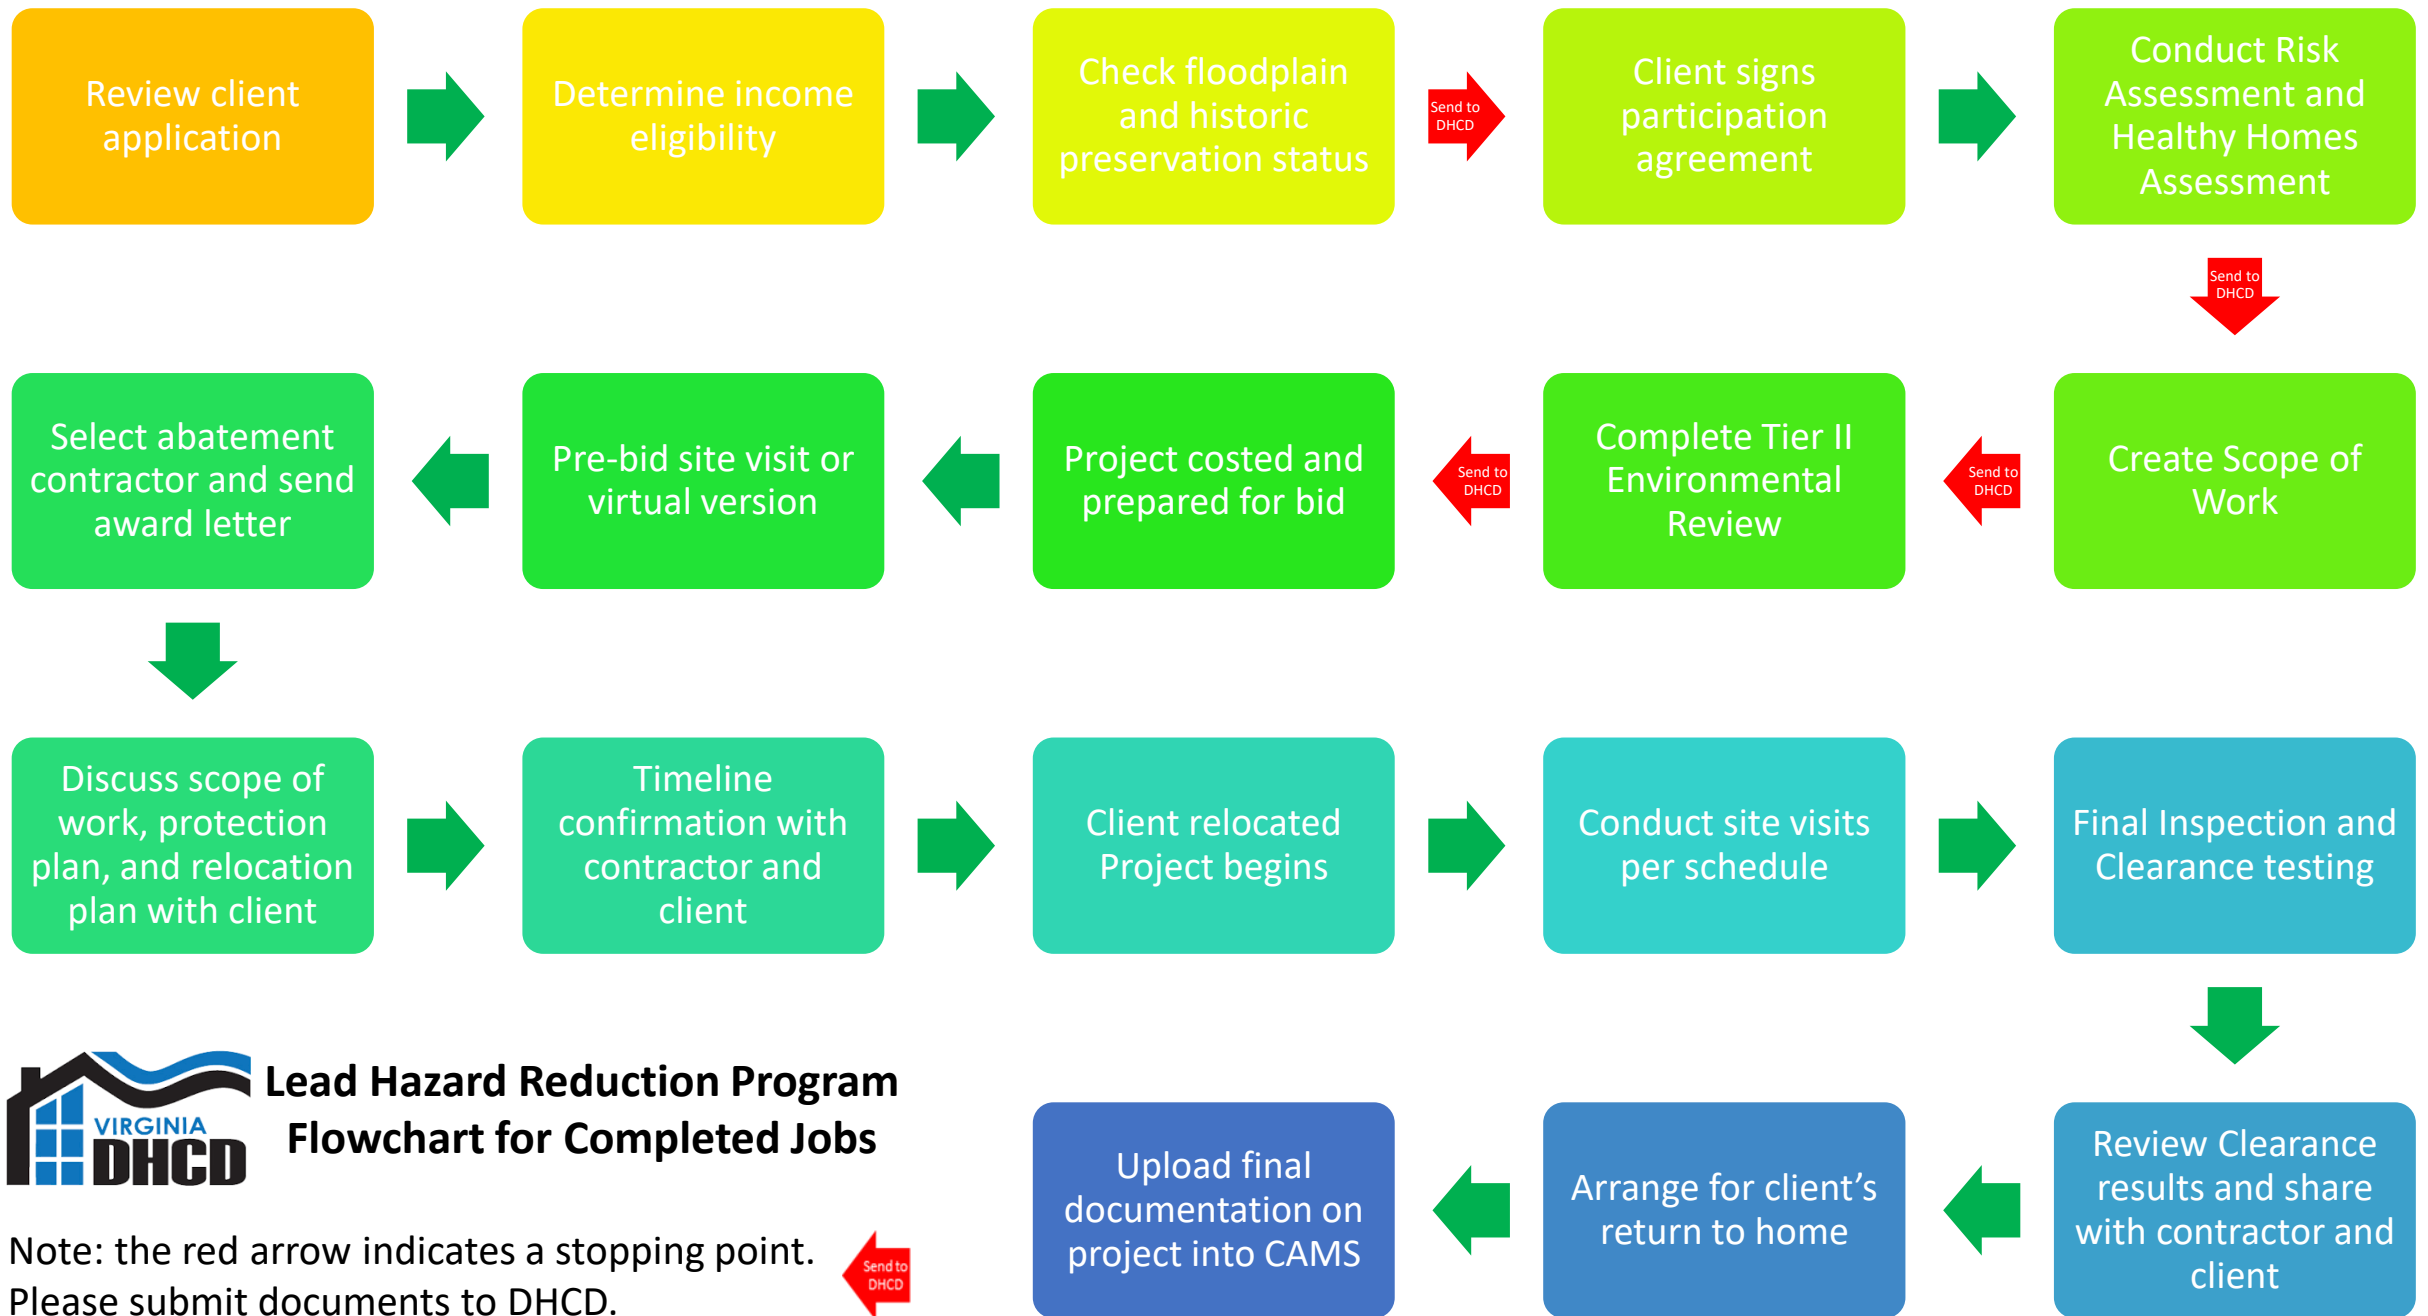 Review client
application
Determine income
eligibility
Check floodplain
and historic
preservation status
Send to
DHCD
Client signs
participation
agreement
Conduct Risk
Assessment and
Healthy Homes
Assessment
Send to
DHCD
Create Scope of
Work
Send to
DHCD
Complete Tier II
Environmental
Review
Send to
DHCD
Project costed and
prepared for bid
Pre-bid site visit or
virtual version
Select abatement
contractor and send
award letter
Discuss scope of
work, protection
plan, and relocation
plan with client
Timeline
confirmation with
contractor and
client
Client relocated
Project begins
Conduct site visits
per schedule
Final Inspection and
Clearance testing
Review Clearance
results and share
with contractor and
client
Arrange for client’s
return to home
Upload final
documentation on
project into CAMS
VIRGINIA
DHCD
Lead Hazard Reduction Program
Flowchart for Completed Jobs
Note: the red arrow indicates a stopping point.
Please submit documents to DHCD.
Send to
DHCD